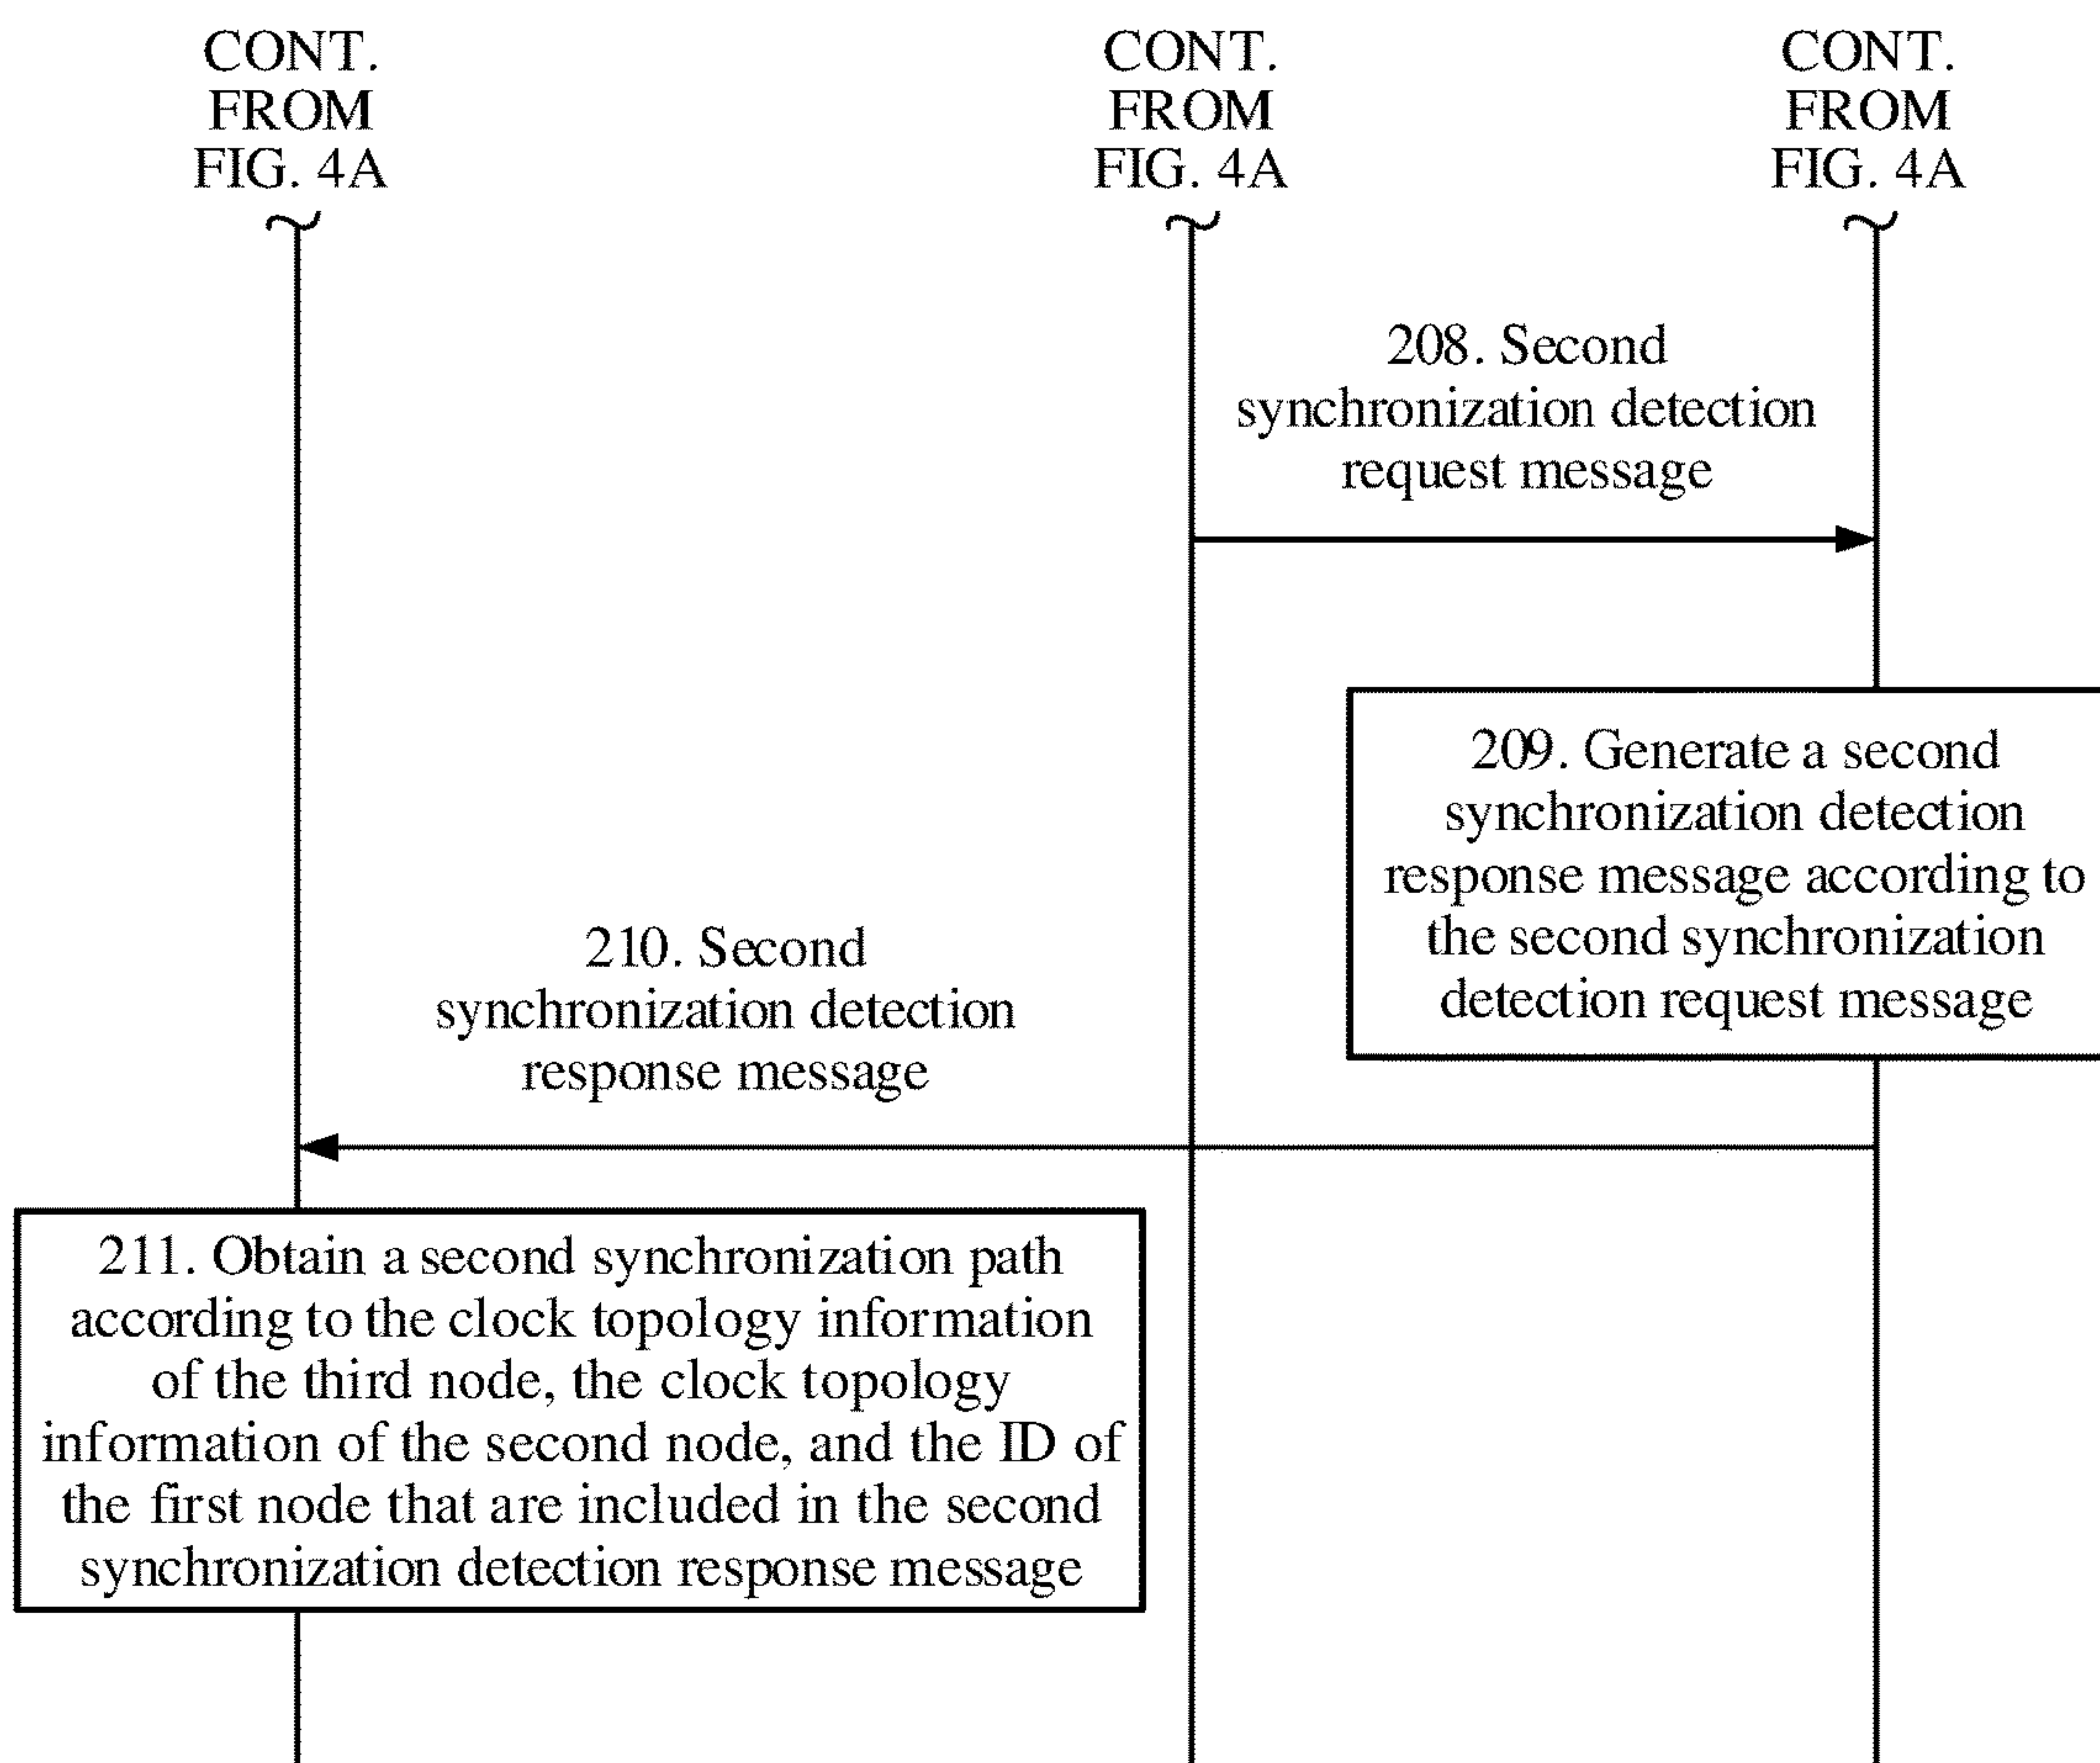 CONT.
FROM
FIG. 4A
CONT.
FROM
FIG. 4A
CONT.
FROM
FIG. 4A
208. Second
synchronization detection
request message
209. Generate a second
synchronization detection
response message according to
the second synchronization
detection request message
210. Second
synchronization detection
response message
211. Obtain a second synchronization path
according to the clock topology information
of the third node, the clock topology
information of the second node, and the ID of
the first node that are included in the second
synchronization detection response message